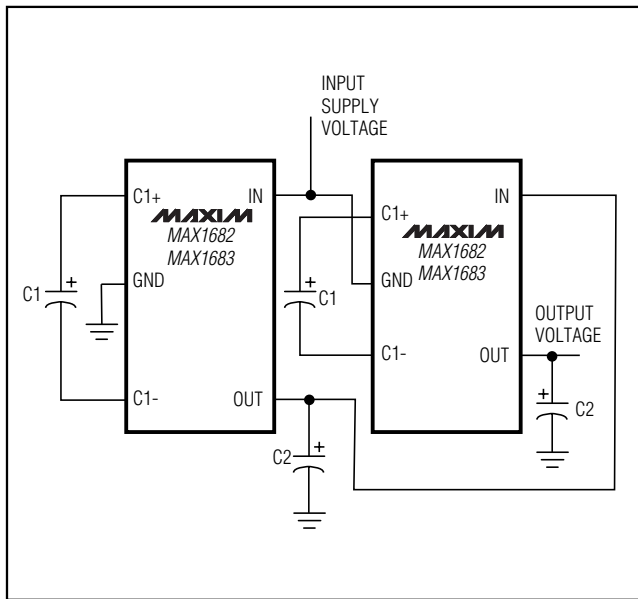 INPUT
SUPPLY
VOLTAGE
C1+
IN
MAXIM
MAX1682
MAX1683
GND
C1
+
C1-
OUT
C2
+
C1+
IN
MAXIM
MAX1682
MAX1683
GND
+
C1
C1-
OUT
OUTPUT
VOLTAGE
+
C2